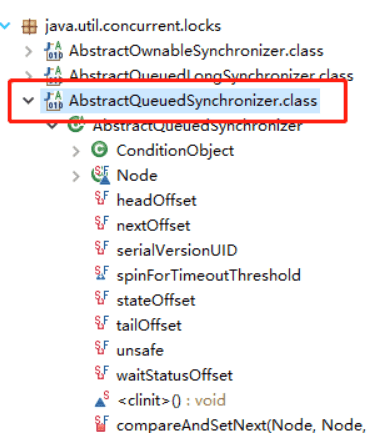 java.util.concurrent.locks
AbstractOwnableSynchronizer.class
AbstractQueuedLongSynchronizer.class
AbstractQueuedSynchronizer.class
AbstractQueuedSynchronizer
ConditionObject
Node
headOffset
nextOffset
serialVersionUID
spinForTimeoutThreshold
stateOffset
tailOffset
unsafe
waitStatusOffset
<clinit>() : void
compareAndSetNext(Node, Node,